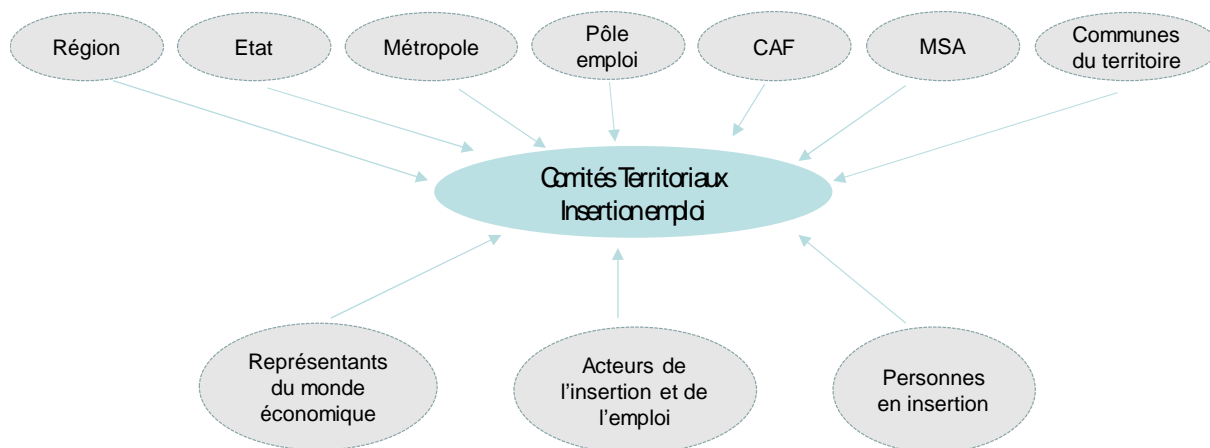 Région
Etat
Métropole
Pôle
emploi
CAF
MSA
Communes
du territoire
Comités Territoriaux
Insertion emploi
Représentants
du monde
économique
Acteurs de
l'insertion et de
l'emploi
Personnes
en insertion